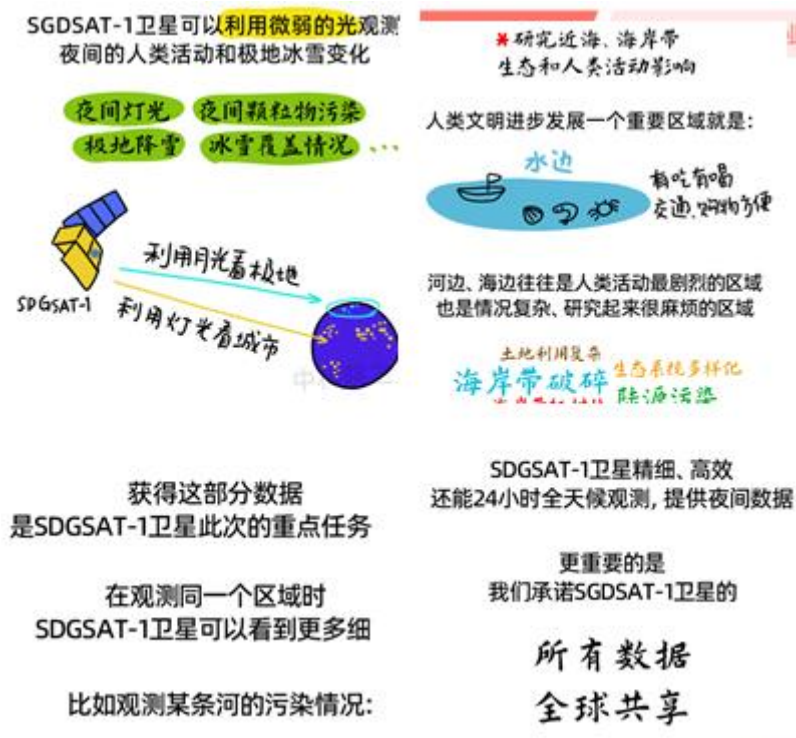 SGDSAT-1卫星可以利用微弱的光观测
夜间的人类活动和极地冰雪变化
夜间灯光 夜间颗粒物污染
极地降雪 冰雪覆盖情况 ...
利用月光看极地
SDGSAT-1
利用灯光看城市
*研究近海、海岸带
生态和人类活动影响
人类文明进步发展一个重要区域就是：
水边
有吃有喝
交通、购物方便
河边、海边往往是人类活动最剧烈的区域
也是情况复杂、研究起来很麻烦的区域
土地利用复杂
生态系统多样化
海岸带破碎
陆源污染
获得这部分数据
是SDGSAT-1卫星此次的重点任务
在观测同一个区域时
SDGSAT-1卫星可以看到更多细
比如观测某条河的污染情况：
SDGSAT-1卫星精细、高效
还能24小时全天候观测，提供夜间数据
更重要的是
我们承诺SGDSAT-1卫星的
所有数据
全球共享